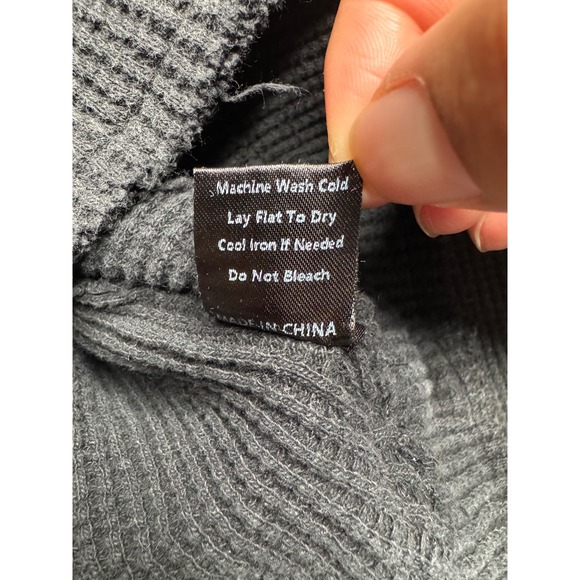 Machine Wash Cold
Lay Flat To Dry
Cool Iron If Needed
Do Not Bleach
MADE IN CHINA